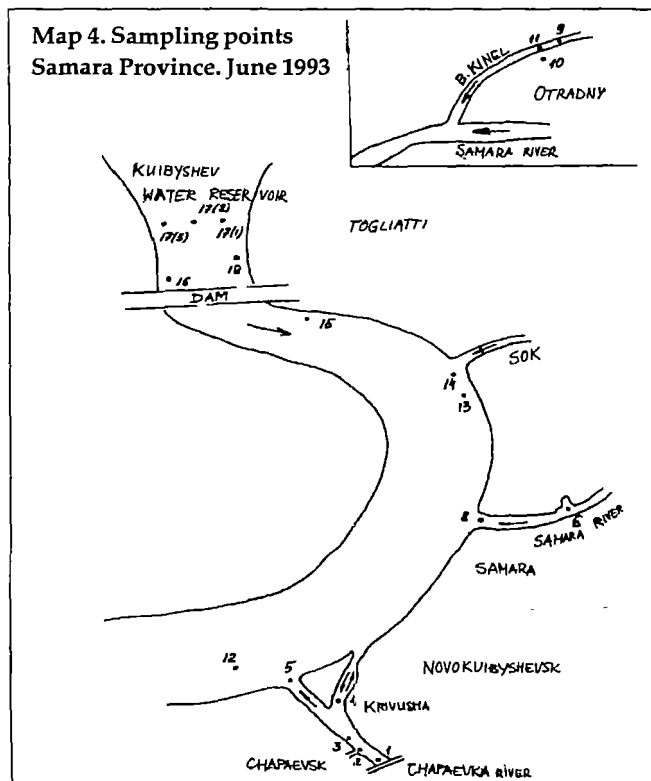 Map 4. Sampling points
Samara Province. June 1993
9
11
10
B. KINEL
OTRADNY
SAMARA RIVER
KUIBYSHEV
WATER RESERVOIR
17(2)
17(3)
17(1)
TOGLIATTI
18
16
DAM
15
SOK
14
13
8
6
SAMARA RIVER
SAMARA
12
5
NOVOKUIBYSHEVSK
KRIVUSHA
3
2
1
CHAPAEVSK
CHAPAEVKA RIVER